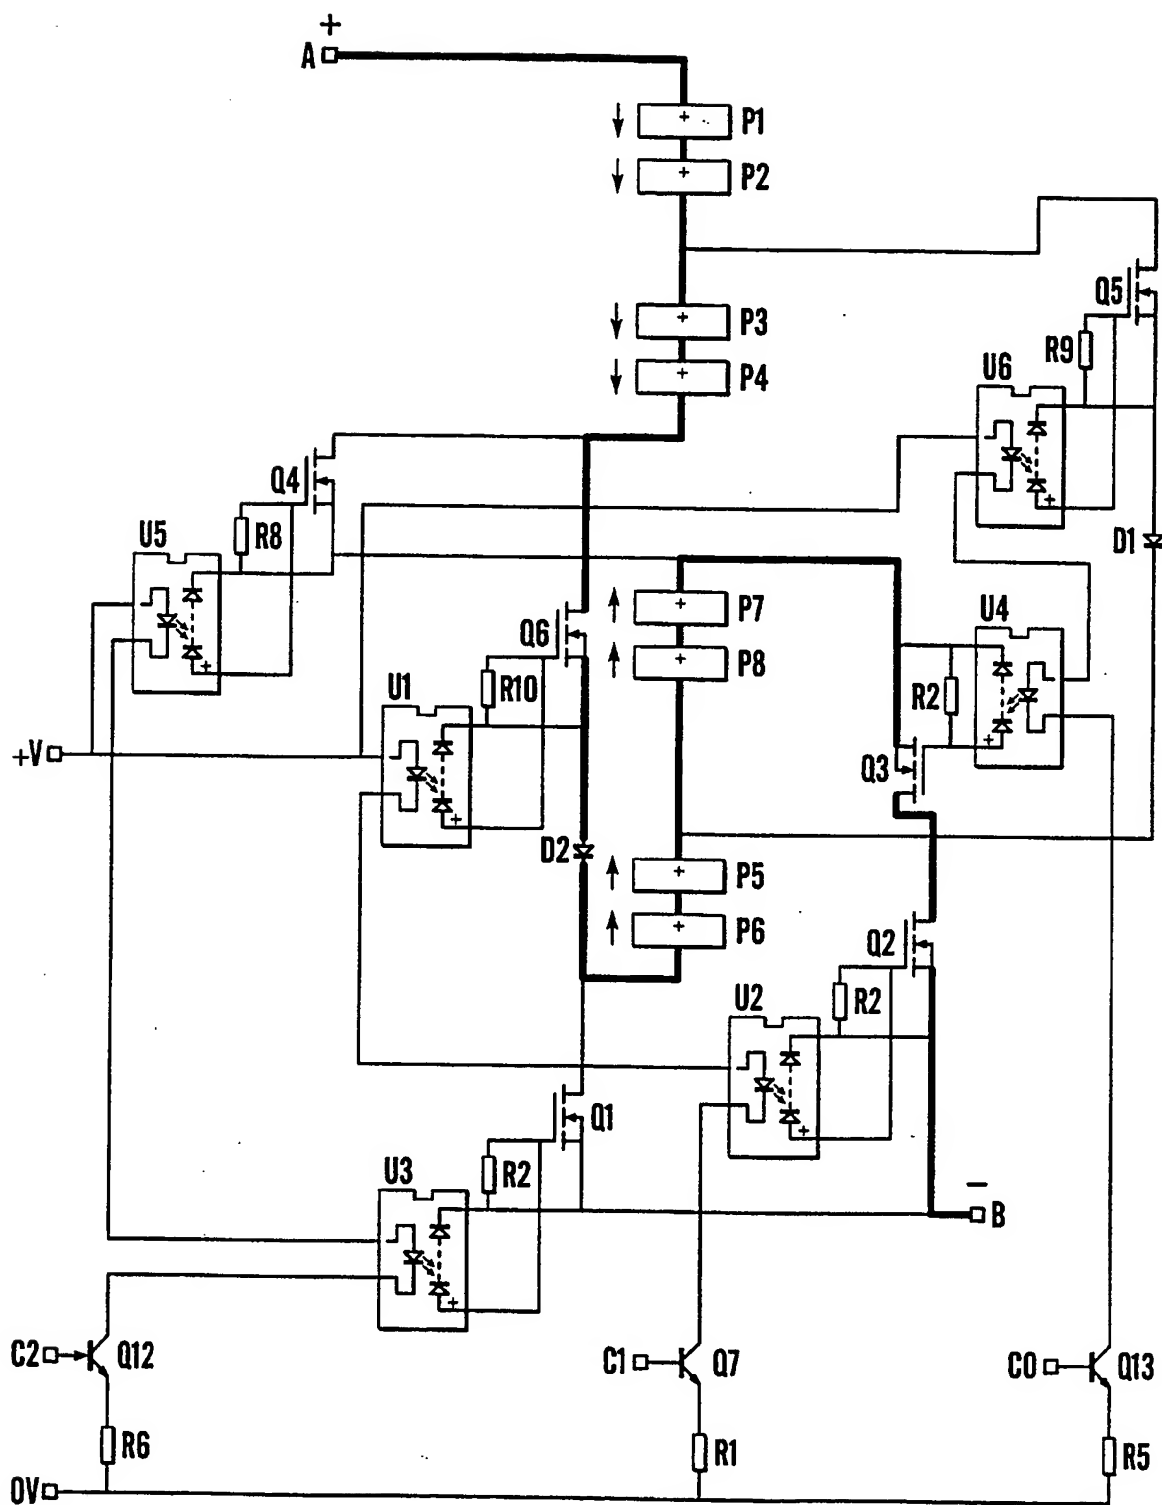 +
A
+ P1
+ P2
Q5
+ P3
R9
+ P4
U6
Q4
+
D1
R8
U5
+ P7
U4
Q6
+
+ P8
R10
U1
R2
+V
+
Q3
+
D2
+ P5
+ P6
Q2
R2
U2
Q1
+
R2
U3
−
B
+
C2 Q12
C1 Q7
C0 Q13
R6
R1
R5
0V